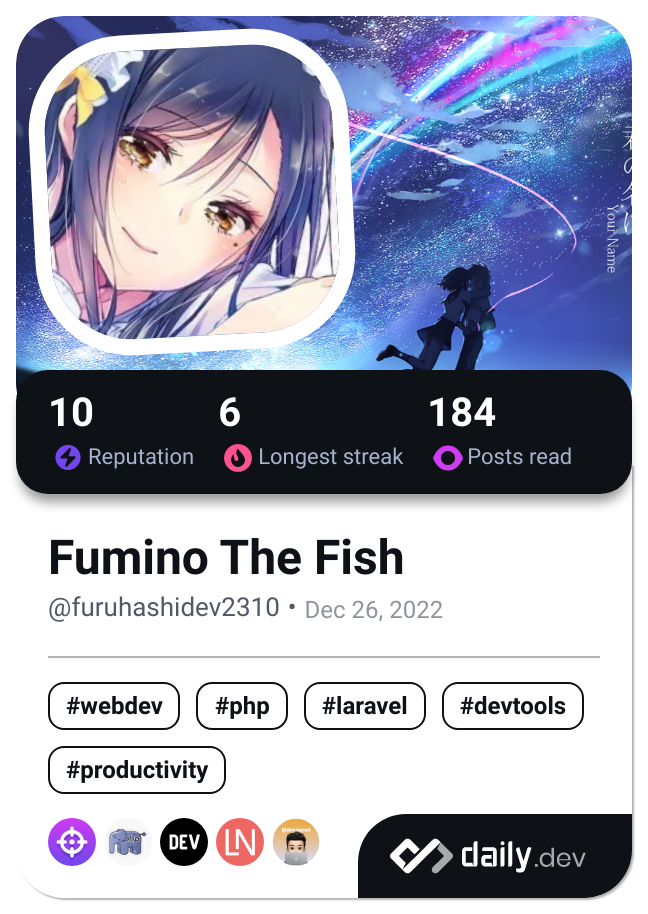 Your Name
10 6 184
Reputation Longest streak Posts read
Fumino The Fish
@furuhashidev2310 • Dec 26, 2022
#webdev #php #laravel #devtools
#productivity
php DEV LN
daily.dev